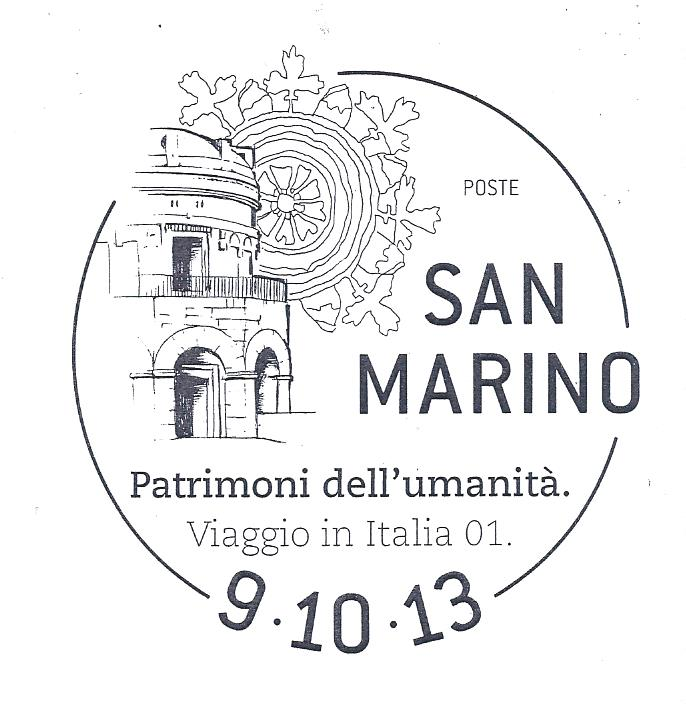 POSTE
SAN
MARINO
Patrimoni dell'umanità.
Viaggio in Italia 01.
9·10·13